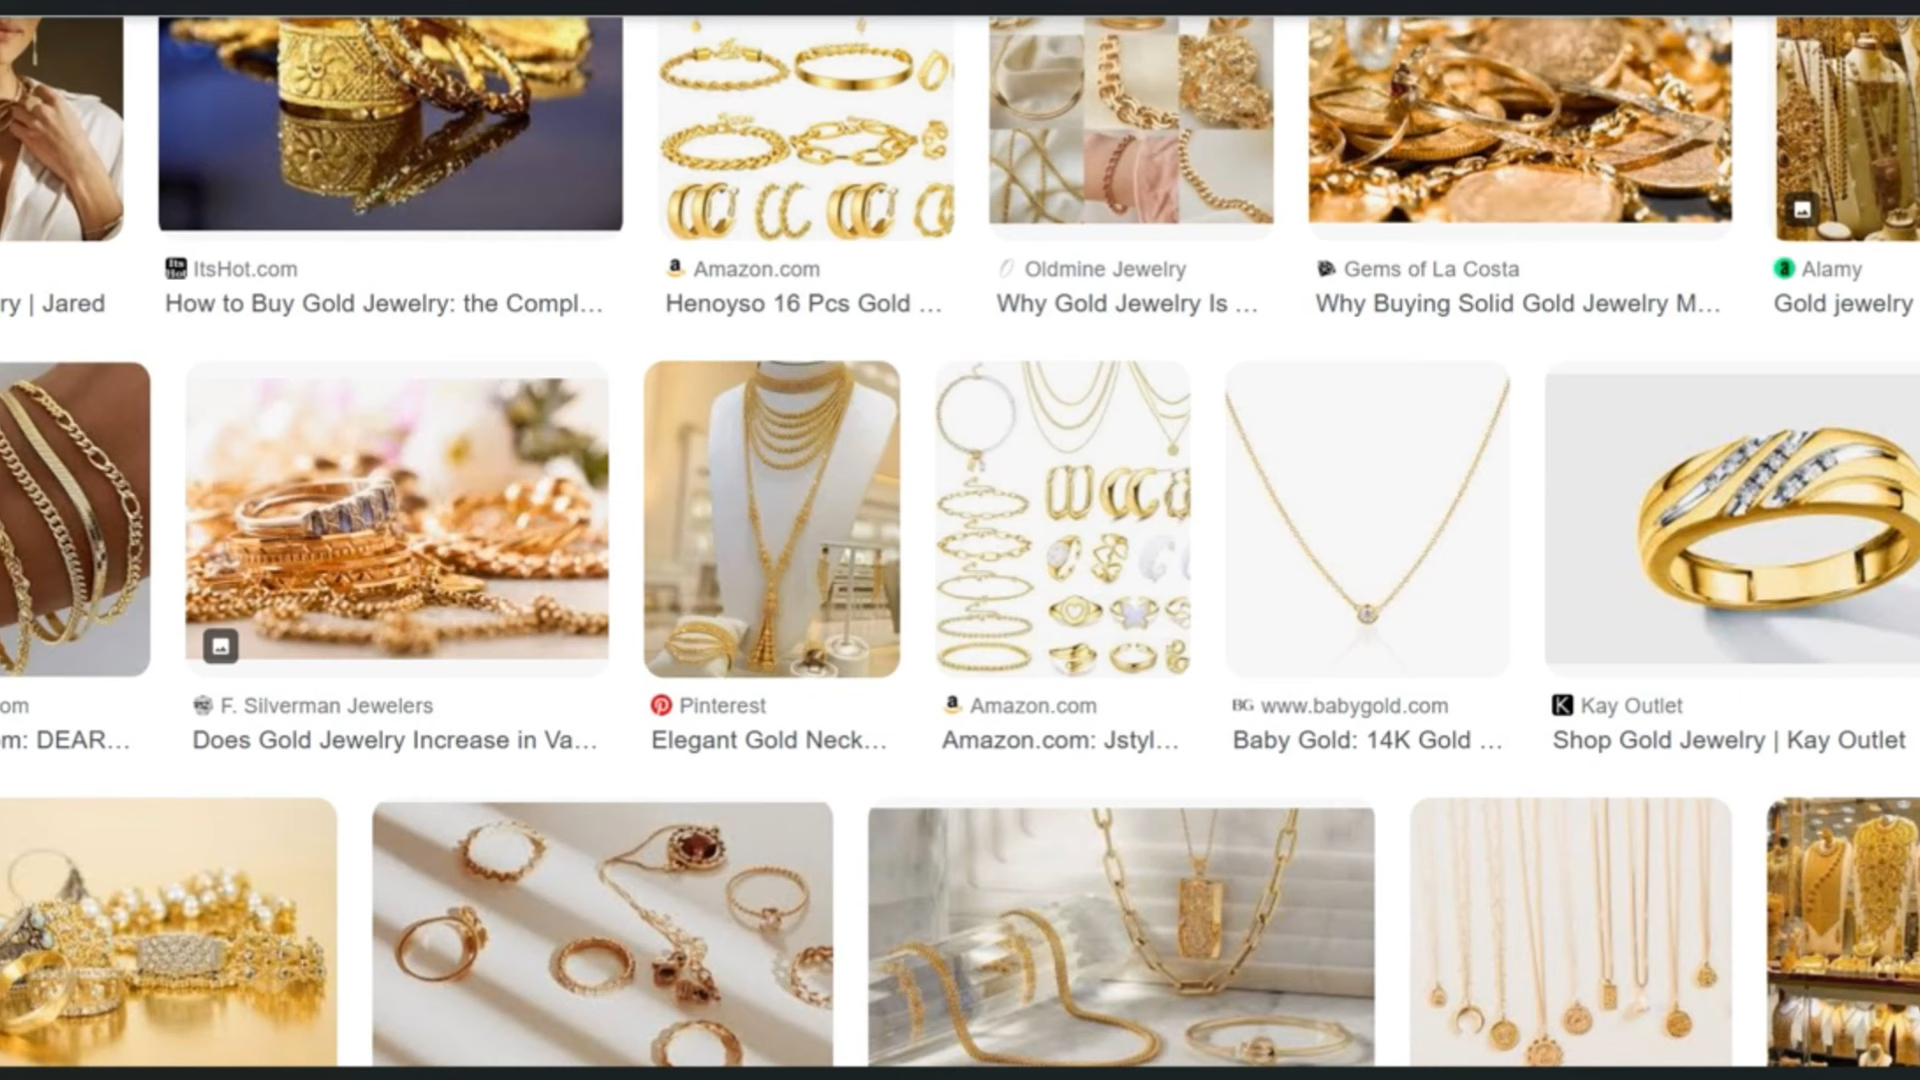 ItsHot.com
Amazon.com
Oldmine Jewelry
Gems of La Costa
Alamy
ry | Jared
How to Buy Gold Jewelry: the Compl...
Henoyso 16 Pcs Gold ...
Why Gold Jewelry Is ...
Why Buying Solid Gold Jewelry M...
Gold jewelry
om
F. Silverman Jewelers
Pinterest
Amazon.com
BG www.babygold.com
Kay Outlet
m: DEAR...
Does Gold Jewelry Increase in Va...
Elegant Gold Neck...
Amazon.com: Jstyl...
Baby Gold: 14K Gold ...
Shop Gold Jewelry | Kay Outlet